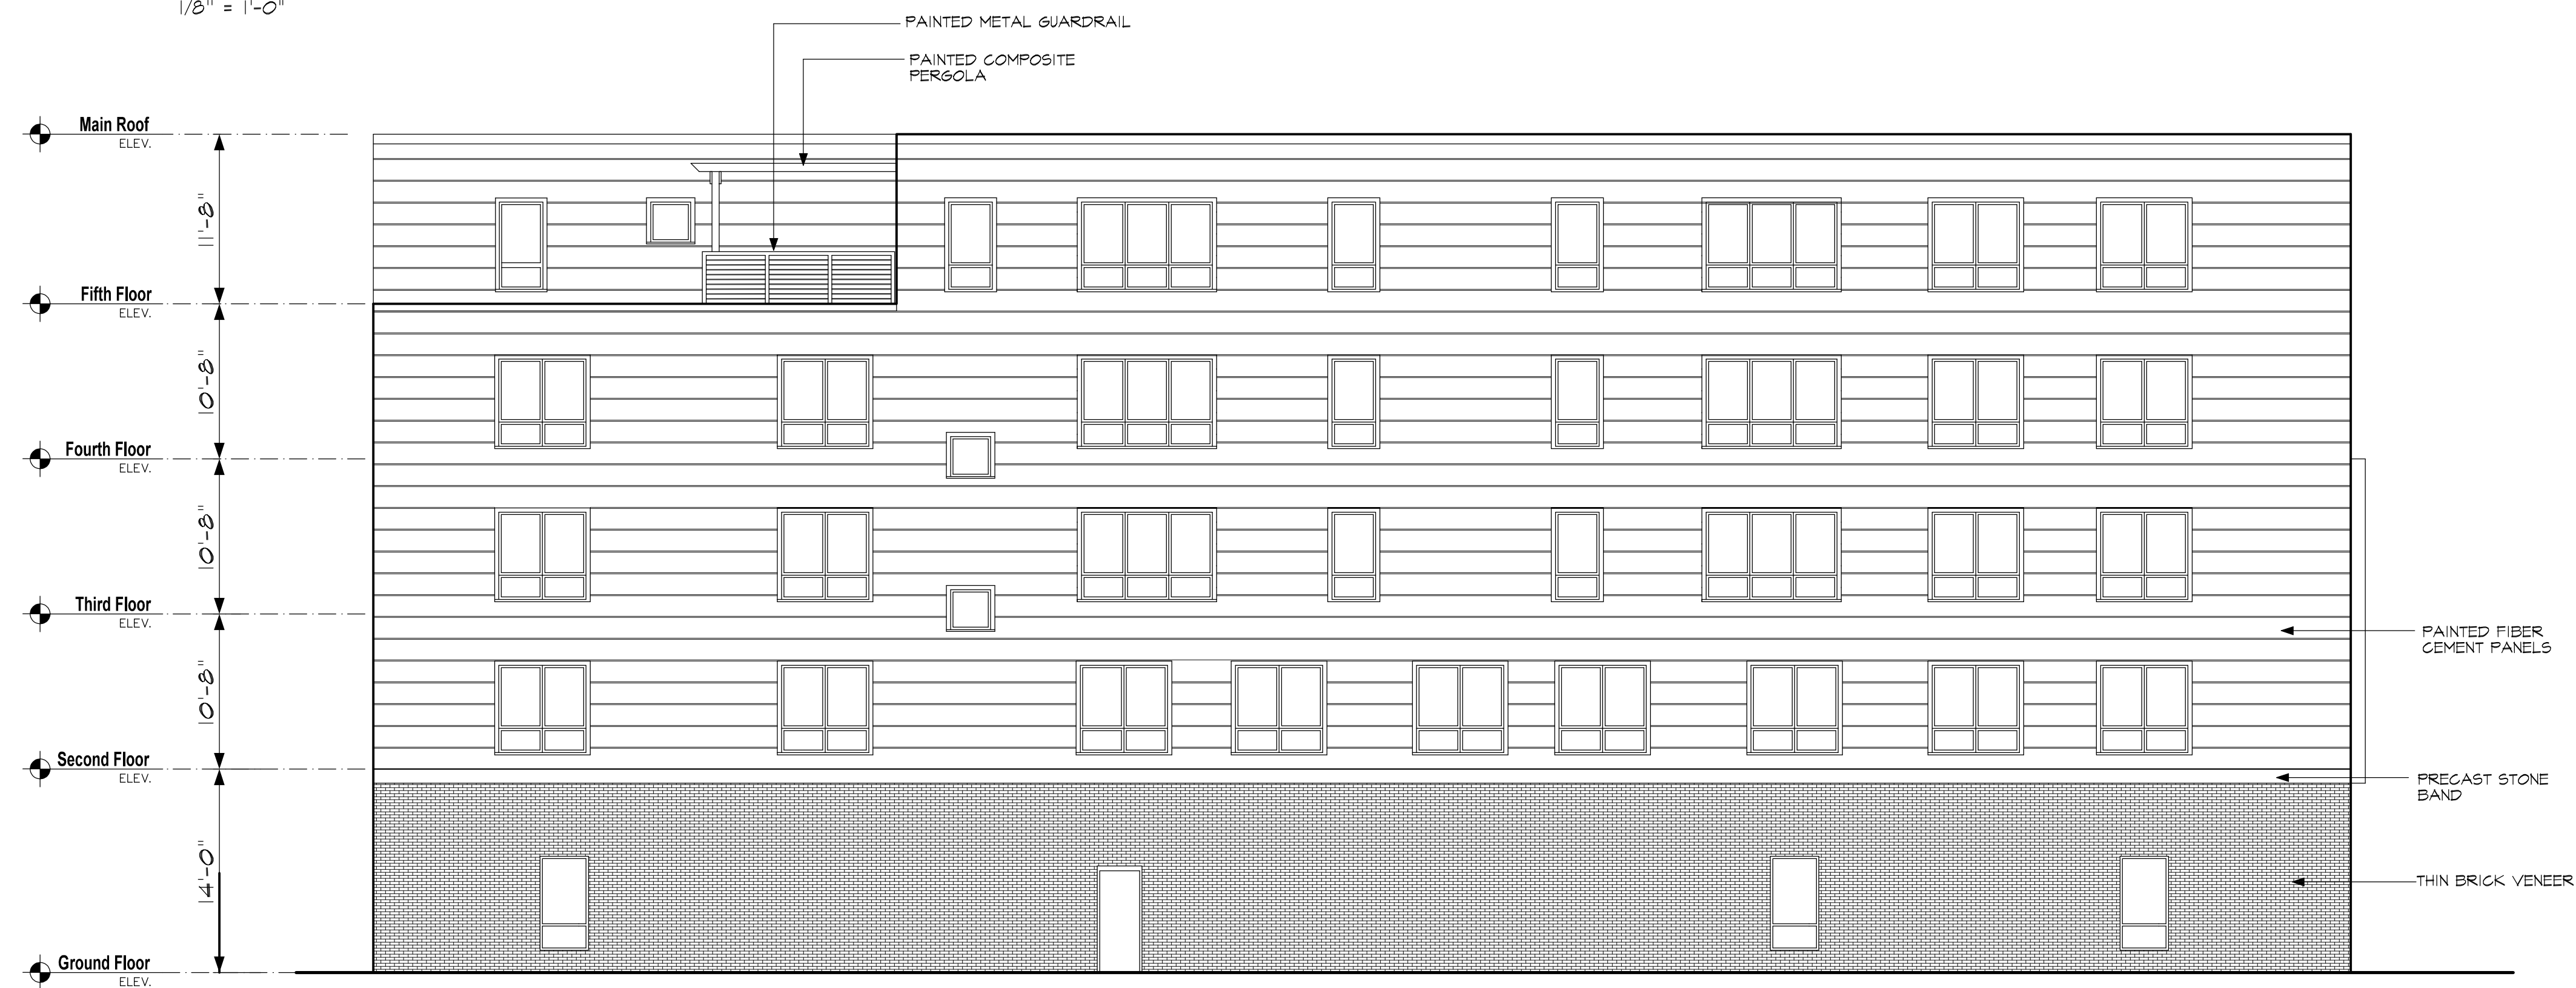 1/8" = 1'-0"
PAINTED METAL GUARDRAIL
PAINTED COMPOSITE
PERGOLA
Main Roof
ELEV.
11'-8"
Fifth Floor
ELEV.
10'-8"
Fourth Floor
ELEV.
10'-8"
Third Floor
ELEV.
PAINTED FIBER
CEMENT PANELS
10'-8"
Second Floor
ELEV.
PRECAST STONE
BAND
14'-0"
THIN BRICK VENEER
Ground Floor
ELEV.